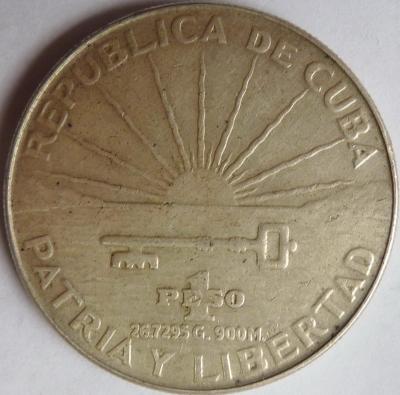 REPUBLICA DE CUBA
1
PESO
26.7295 G. 900 M.
PATRIA Y LIBERTAD